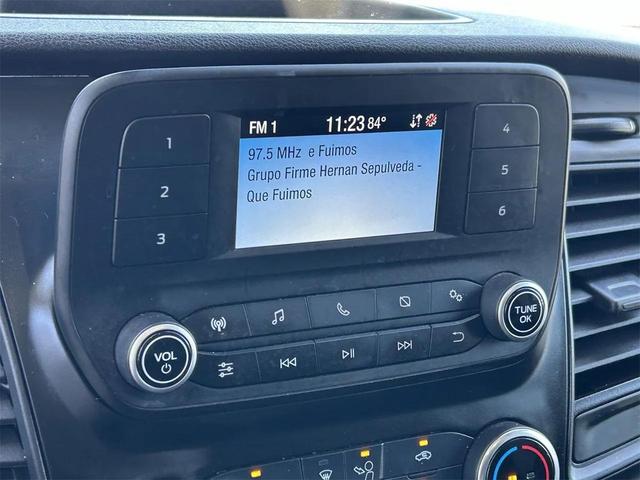 FM 1 11:23 84°
97.5 MHz e Fuimos
Grupo Firme Hernan Sepulveda -
Que Fuimos
1
2
3
4
5
6
VOL
TUNE
OK